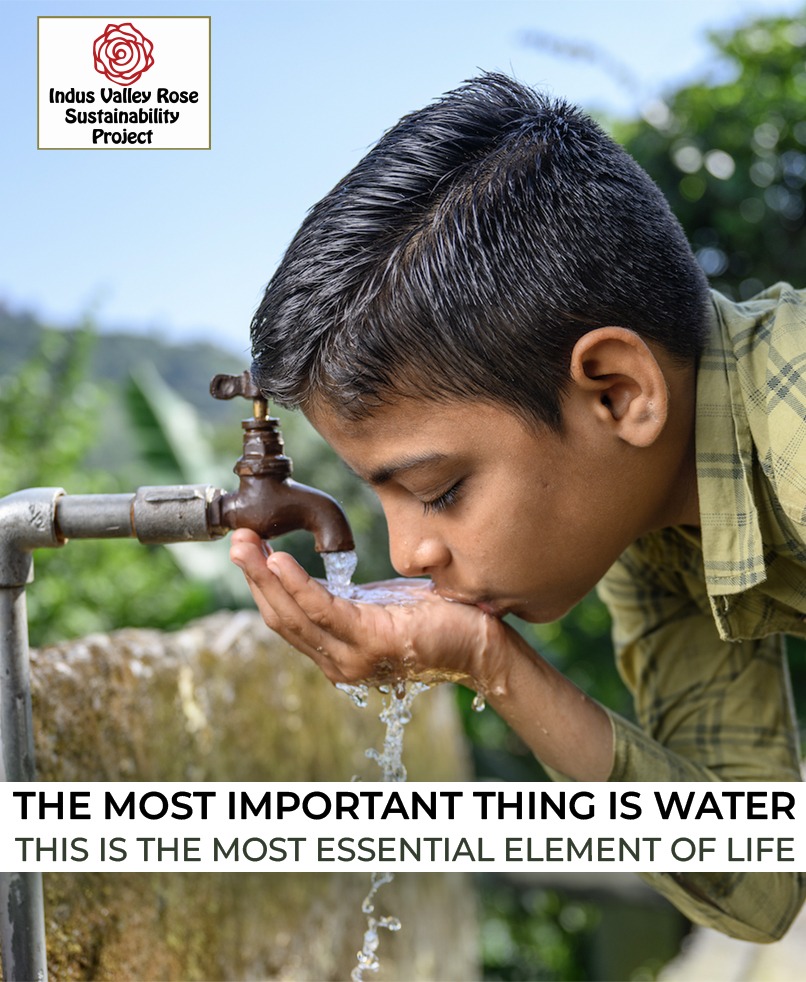 Indus Valley Rose
Sustainability
Project
THE MOST IMPORTANT THING IS WATER
THIS IS THE MOST ESSENTIAL ELEMENT OF LIFE